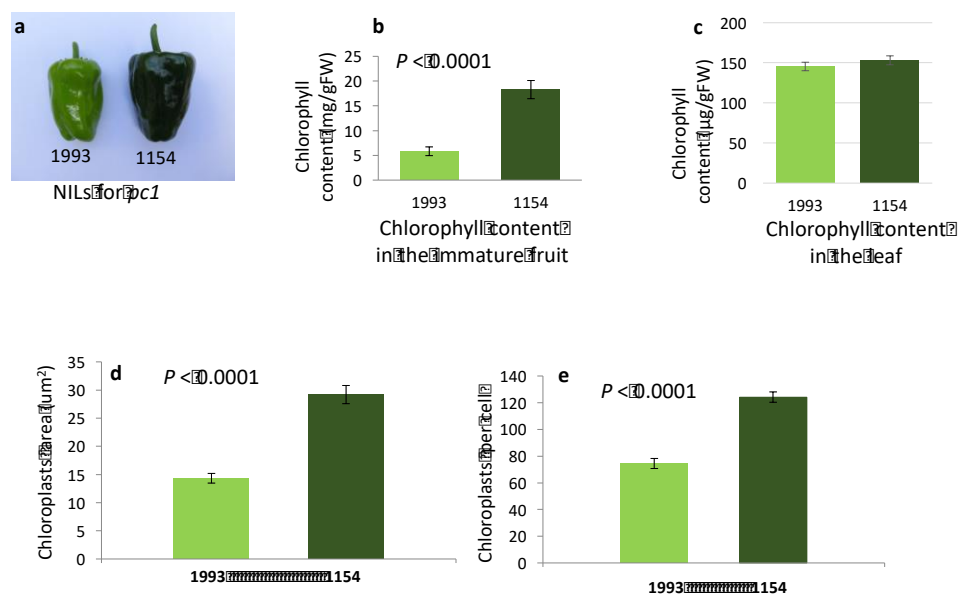 a
1993 1154
NILs for pc1
b
P < 0.0001
Chlorophyll
content (mg/gFW)
25
20
15
10
5
0
1993 1154
Chlorophyll content
in the immature fruit
c
Chlorophyll
content (µg/gFW)
200
150
100
50
0
1993 1154
Chlorophyll content
in the leaf
d
P < 0.0001
Chloroplasts area (um²)
35
30
25
20
15
10
5
0
1993 1154
e
P < 0.0001
Chloroplasts per cell
140
120
100
80
60
40
20
0
1993 1154